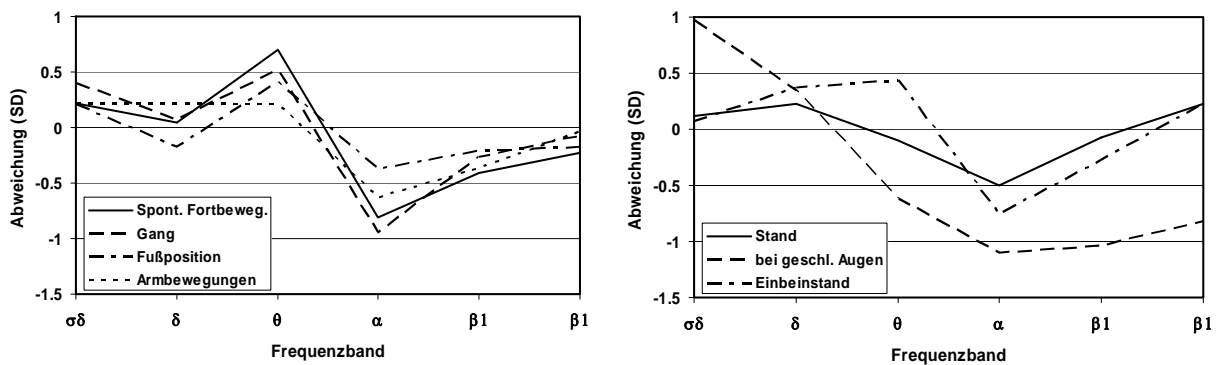 1
0.5
0
-0.5
-1
-1.5
Abweichung (SD)
Spont. Fortbeweg.
Gang
Fußposition
Armbewegungen
σδ δ θ α β1 β1
Frequenzband
1
0.5
0
-0.5
-1
-1.5
Abweichung (SD)
Stand
bei geschl. Augen
Einbeinstand
σδ δ θ α β1 β1
Frequenzband